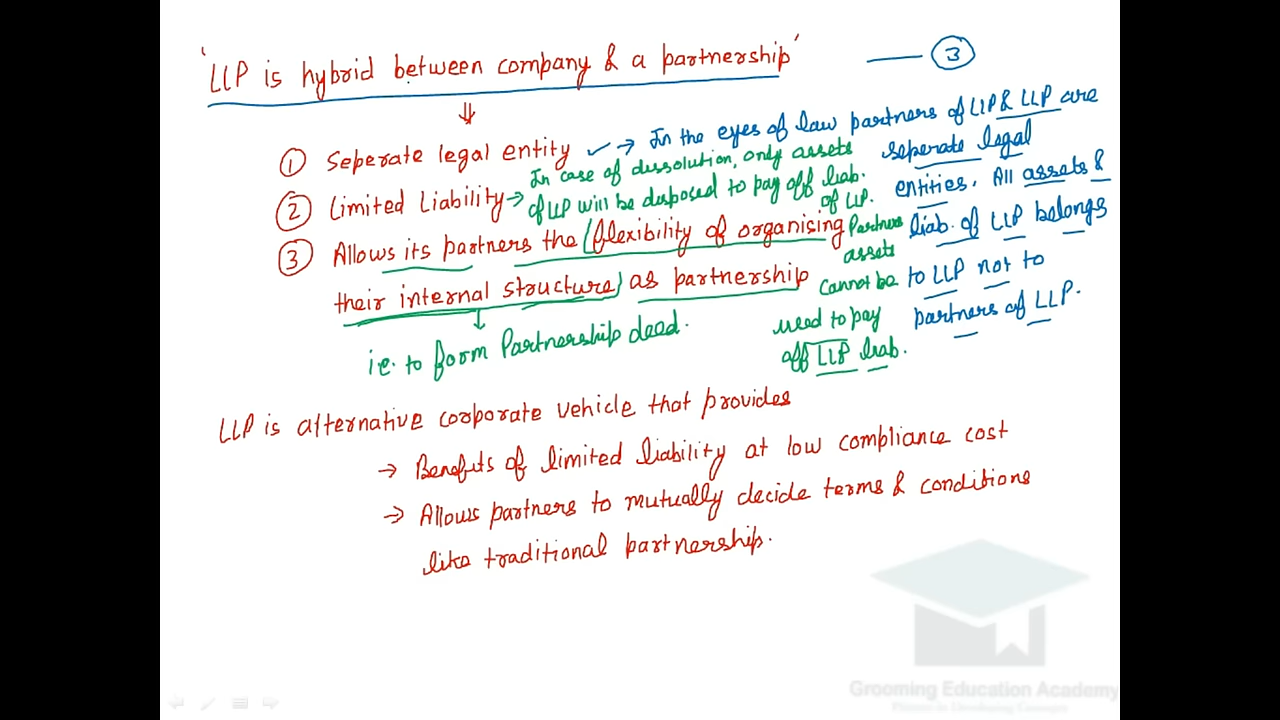 'LLP is hybrid between company & a partnership' — 3
① Seperate legal entity
→ In the eyes of law partners of LLP & LLP are
seperate legal
entities. All assets &
liab. of LLP belongs
to LLP not to
partners of LLP.
② Limited Liability
→ In case of dissolution, only assets
of LLP will be disposed to pay off liab.
of LLP.
Partners
assets
cannot be
used to pay
off LLP liab.
③ Allows its partners the (flexibility of organising
their internal structure) as partnership
i.e. to form Partnership deed.
LLP is alternative corporate vehicle that provides
→ Benefits of limited liability at low compliance cost
→ Allows partners to mutually decide terms & conditions
like traditional partnership.
Grooming Education Academy